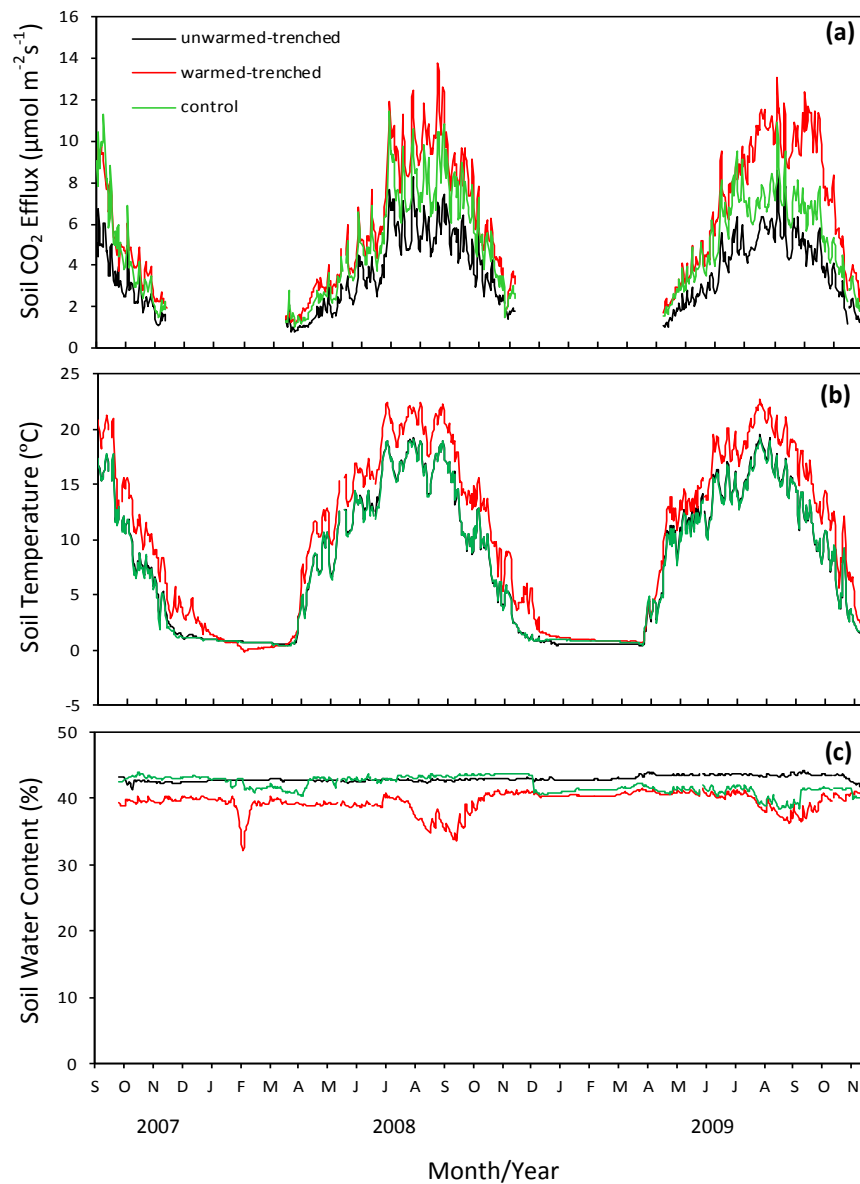 (a)
unwarmed-trenched
warmed-trenched
control
Soil CO2 Efflux (µmol m-2s-1)
16
14
12
10
8
6
4
2
0
(b)
Soil Temperature (ºC)
25
20
15
10
5
0
-5
(c)
Soil Water Content (%)
50
40
30
20
10
0
S O N D J F M A M J J A S O N D J F M A M J J A S O N
2007 2008 2009
Month/Year